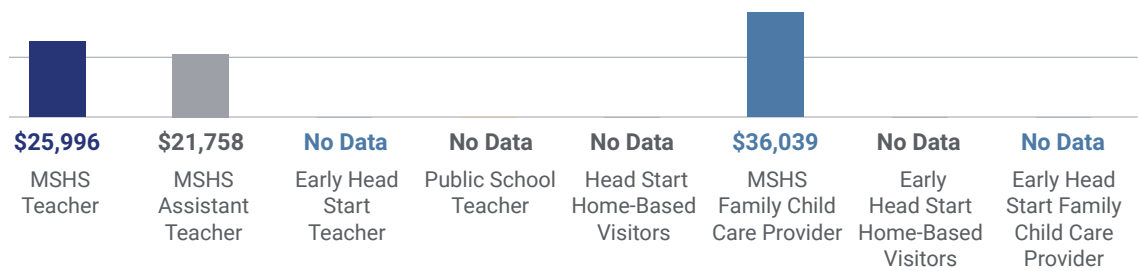 $25,996
MSHS
Teacher
$21,758
MSHS
Assistant
Teacher
No Data
Early Head
Start
Teacher
No Data
Public School
Teacher
No Data
Head Start
Home-Based
Visitors
$36,039
MSHS
Family Child
Care Provider
No Data
Early
Head Start
Home-Based
Visitors
No Data
Early Head
Start Family
Child Care
Provider